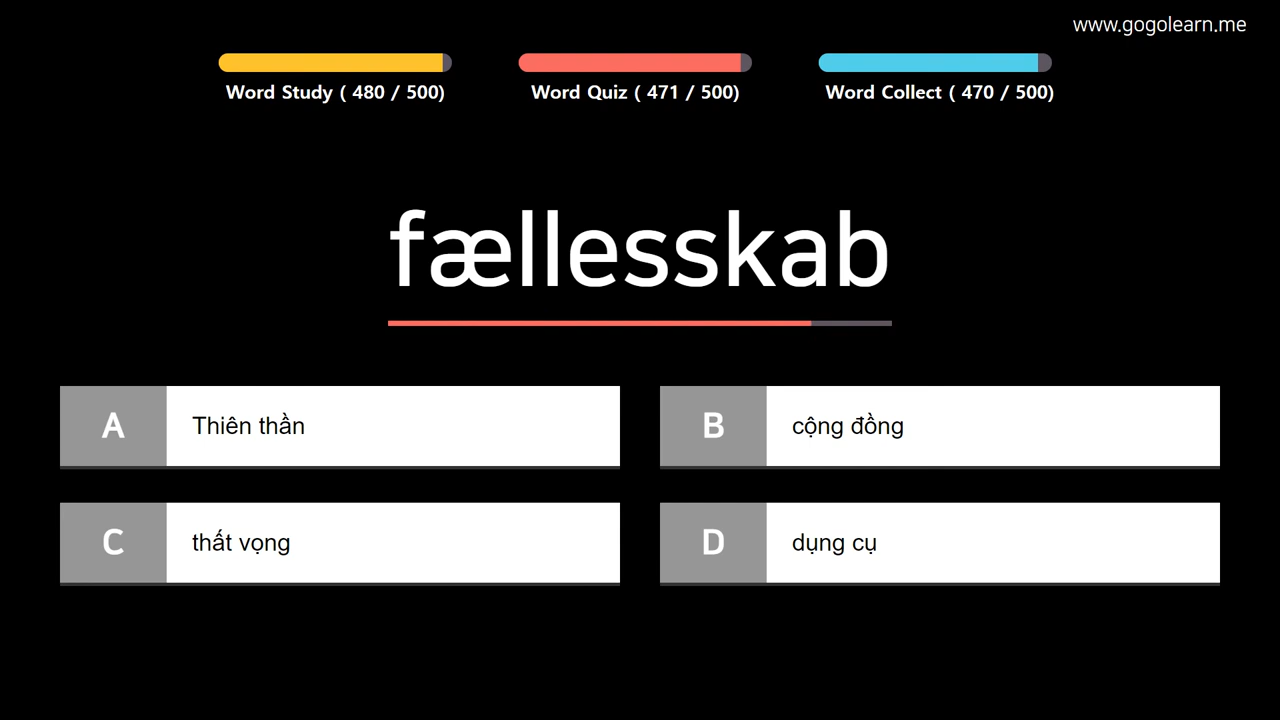 www.gogolearn.me
Word Study ( 480 / 500)
Word Quiz ( 471 / 500)
Word Collect ( 470 / 500)
fællesskab
A
Thiên thần
B
cộng đồng
C
thất vọng
D
dụng cụ